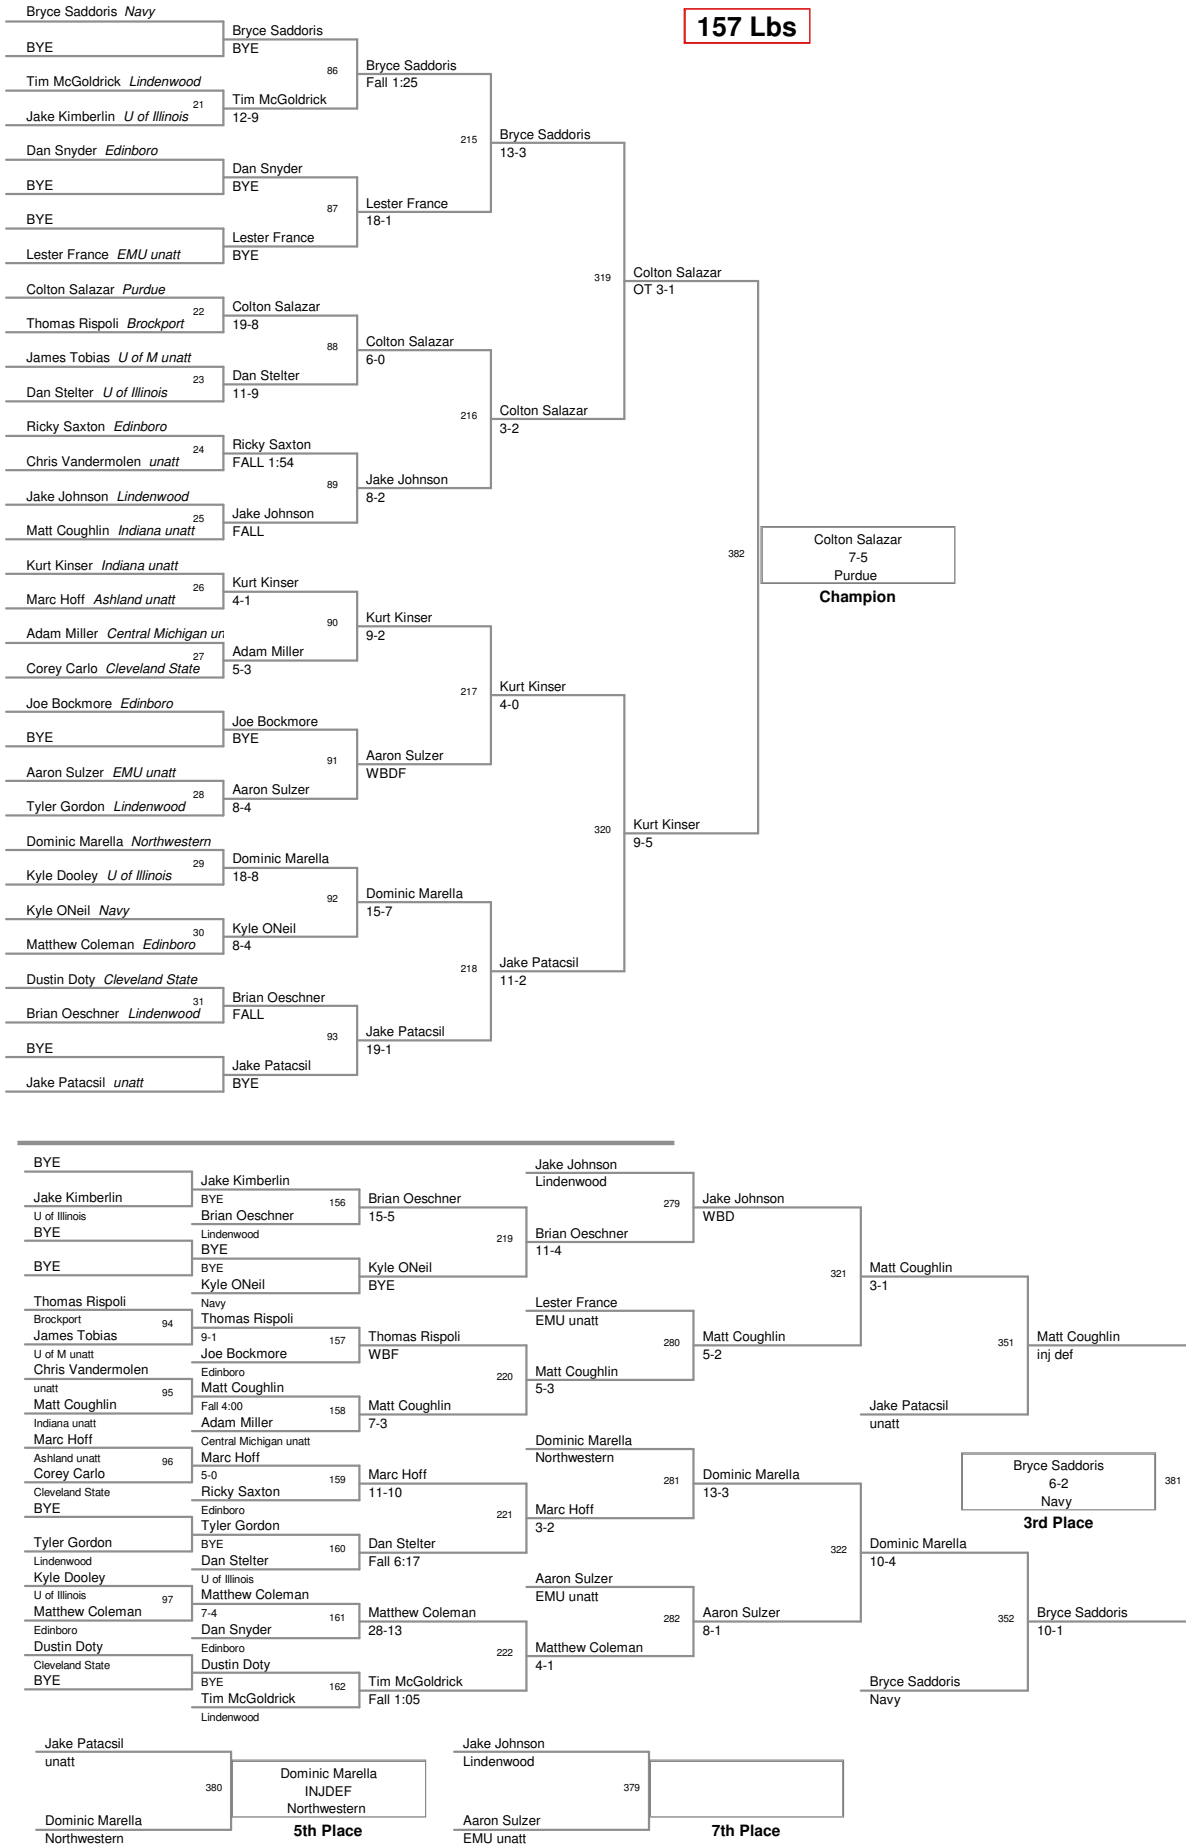 157 Lbs
Bryce Saddoris Navy
BYE
Tim McGoldrick Lindenwood
21
Jake Kimberlin U of Illinois
Dan Snyder Edinboro
BYE
BYE
Lester France EMU unatt
Colton Salazar Purdue
22
Thomas Rispoli Brockport
James Tobias U of M unatt
23
Dan Stelter U of Illinois
Ricky Saxton Edinboro
24
Chris Vandermolen unatt
Jake Johnson Lindenwood
25
Matt Coughlin Indiana unatt
Kurt Kinser Indiana unatt
26
Marc Hoff Ashland unatt
Adam Miller Central Michigan un
27
Corey Carlo Cleveland State
Joe Bockmore Edinboro
BYE
Aaron Sulzer EMU unatt
28
Tyler Gordon Lindenwood
Dominic Marella Northwestern
29
Kyle Dooley U of Illinois
Kyle ONeil Navy
30
Matthew Coleman Edinboro
Dustin Doty Cleveland State
31
Brian Oeschner Lindenwood
BYE
Jake Patacsil unatt
Bryce Saddoris
BYE
86
Tim McGoldrick
12-9
Dan Snyder
BYE
87
Lester France
BYE
Colton Salazar
19-8
88
Dan Stelter
11-9
Ricky Saxton
FALL 1:54
89
Jake Johnson
FALL
Kurt Kinser
4-1
90
Adam Miller
5-3
Joe Bockmore
BYE
91
Aaron Sulzer
8-4
Dominic Marella
18-8
92
Kyle ONeil
8-4
Brian Oeschner
FALL
93
Jake Patacsil
BYE
Bryce Saddoris
Fall 1:25
215
Lester France
18-1
Colton Salazar
6-0
216
Jake Johnson
8-2
Kurt Kinser
9-2
217
Aaron Sulzer
WBDF
Dominic Marella
15-7
218
Jake Patacsil
19-1
Bryce Saddoris
13-3
319
Colton Salazar
3-2
Kurt Kinser
4-0
320
Jake Patacsil
11-2
Colton Salazar
OT 3-1
382
Kurt Kinser
9-5
Colton Salazar
7-5
Purdue
Champion
BYE
Jake Kimberlin
U of Illinois
BYE
BYE
Thomas Rispoli
Brockport
94
James Tobias
U of M unatt
Chris Vandermolen
unatt
95
Matt Coughlin
Indiana unatt
Marc Hoff
Ashland unatt
96
Corey Carlo
Cleveland State
BYE
Tyler Gordon
Lindenwood
Kyle Dooley
U of Illinois
97
Matthew Coleman
Edinboro
Dustin Doty
Cleveland State
BYE
Jake Kimberlin
BYE
156
Brian Oeschner
Lindenwood
BYE
BYE
Kyle ONeil
Navy
Thomas Rispoli
9-1
157
Joe Bockmore
Edinboro
Matt Coughlin
Fall 4:00
158
Adam Miller
Central Michigan unatt
Marc Hoff
5-0
159
Ricky Saxton
Edinboro
Tyler Gordon
BYE
160
Dan Stelter
U of Illinois
Matthew Coleman
7-4
161
Dan Snyder
Edinboro
Dustin Doty
BYE
162
Tim McGoldrick
Lindenwood
Brian Oeschner
15-5
219
Kyle ONeil
BYE
Thomas Rispoli
WBF
220
Matt Coughlin
7-3
Marc Hoff
11-10
221
Dan Stelter
Fall 6:17
Matthew Coleman
28-13
222
Tim McGoldrick
Fall 1:05
Jake Johnson
Lindenwood
279
Brian Oeschner
11-4
Lester France
EMU unatt
280
Matt Coughlin
5-3
Dominic Marella
Northwestern
281
Marc Hoff
3-2
Aaron Sulzer
EMU unatt
282
Matthew Coleman
4-1
Jake Johnson
WBD
321
Matt Coughlin
5-2
Dominic Marella
13-3
322
Aaron Sulzer
8-1
Matt Coughlin
3-1
351
Jake Patacsil
unatt
Dominic Marella
10-4
352
Bryce Saddoris
Navy
Matt Coughlin
inj def
Bryce Saddoris
6-2
Navy
381
3rd Place
Bryce Saddoris
10-1
Jake Patacsil
unatt
380
Dominic Marella
Northwestern
Dominic Marella
INJDEF
Northwestern
5th Place
Jake Johnson
Lindenwood
379
Aaron Sulzer
EMU unatt
7th Place